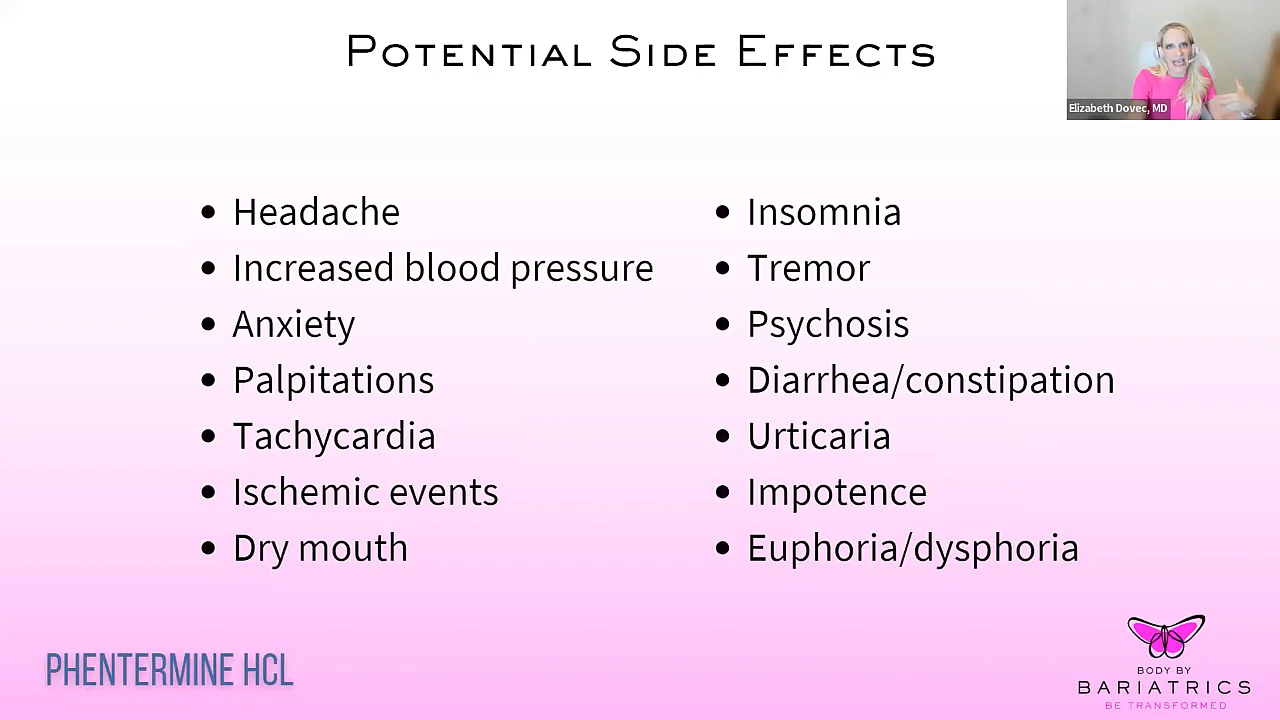 Potential Side Effects
Elizabeth Dovec, MD
• Headache
• Increased blood pressure
• Anxiety
• Palpitations
• Tachycardia
• Ischemic events
• Dry mouth
• Insomnia
• Tremor
• Psychosis
• Diarrhea/constipation
• Urticaria
• Impotence
• Euphoria/dysphoria
PHENTERMINE HCL
BODY BY
BARIATRICS
BE TRANSFORMED